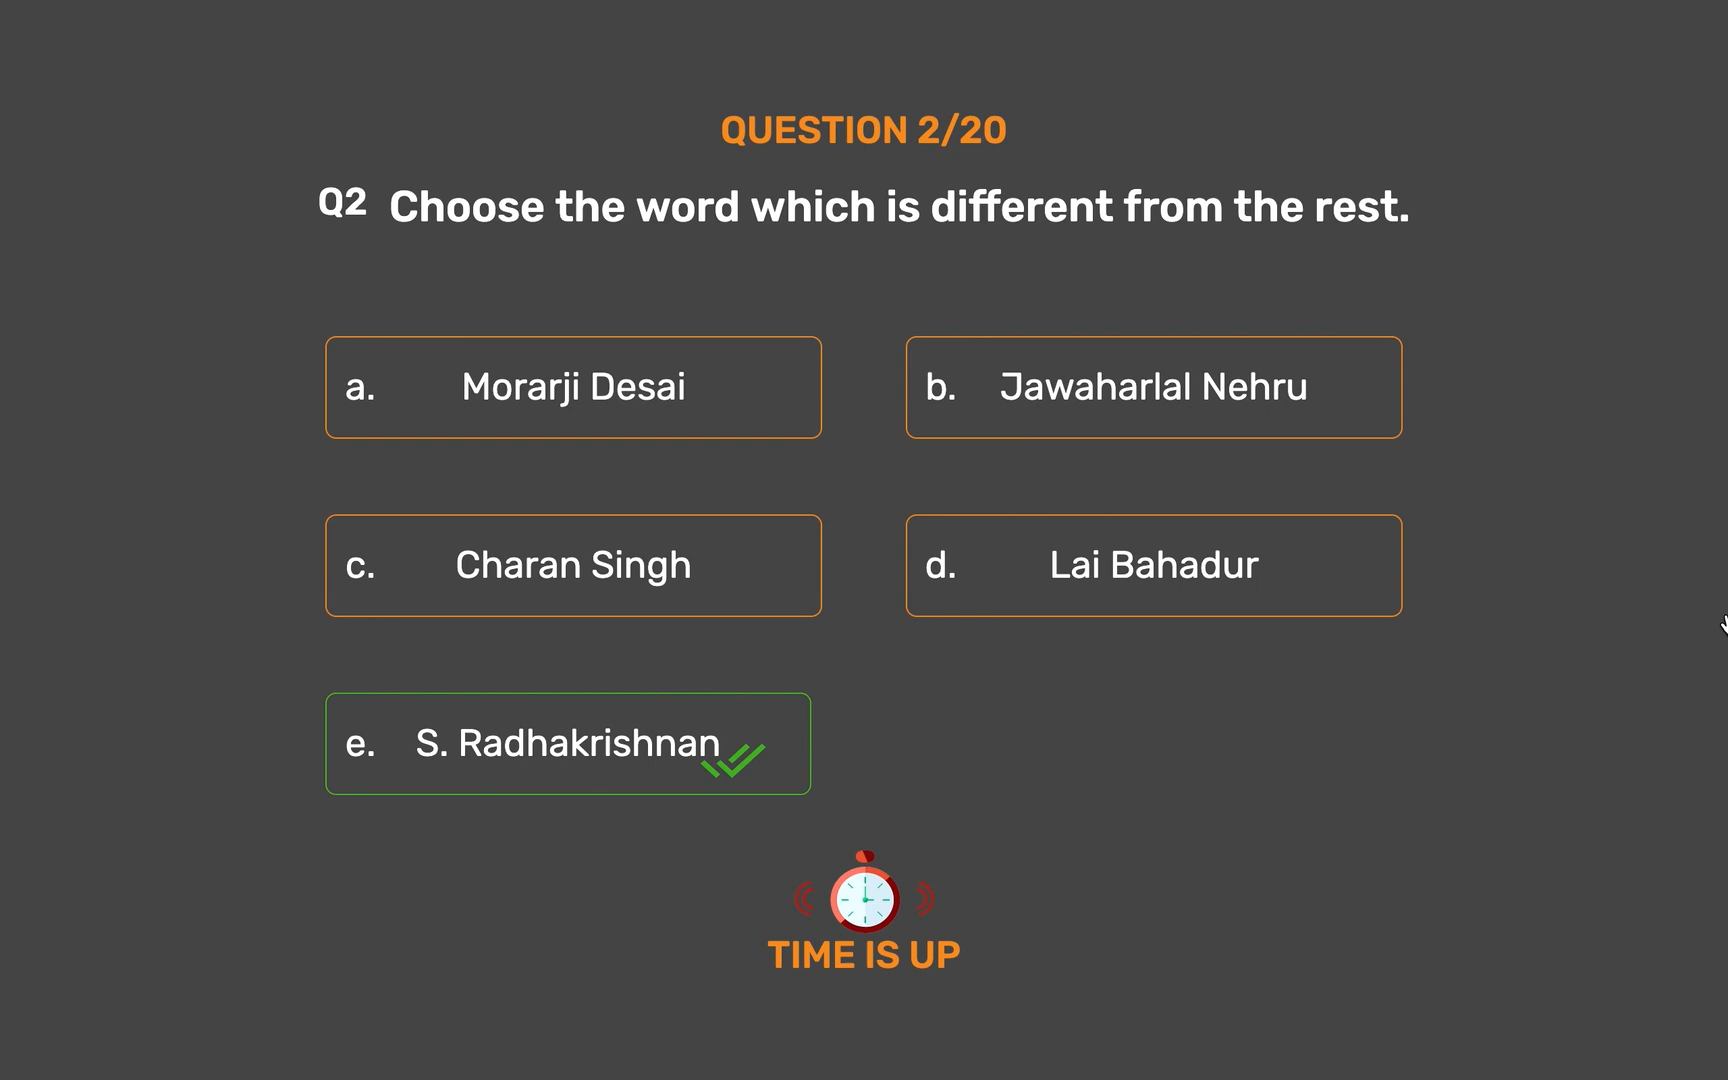 QUESTION 2/20
Q2 Choose the word which is different from the rest.
a. Morarji Desai
b. Jawaharlal Nehru
c. Charan Singh
d. Lai Bahadur
e. S. Radhakrishnan
TIME IS UP